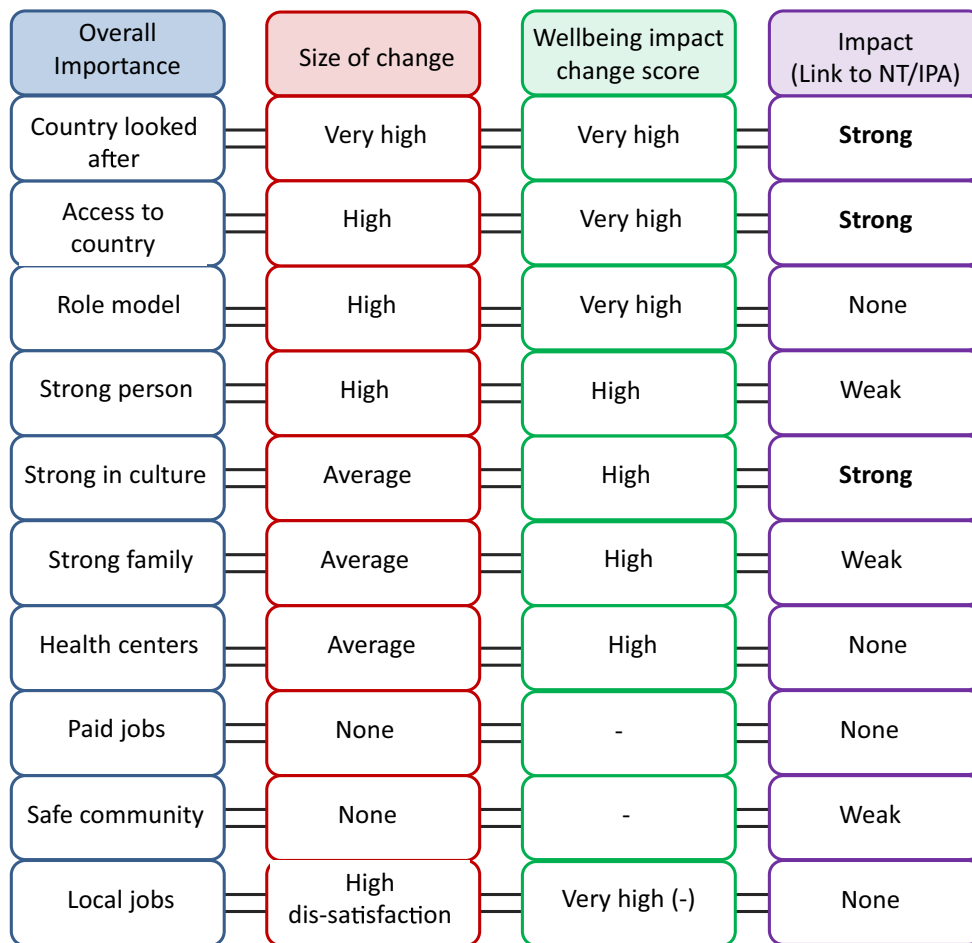 Overall
Importance
Size of change
Wellbeing impact
change score
Impact
(Link to NT/IPA)
Country looked
after
Very high
Very high
Strong
Access to
country
High
Very high
Strong
Role model
High
Very high
None
Strong person
High
High
Weak
Strong in culture
Average
High
Strong
Strong family
Average
High
Weak
Health centers
Average
High
None
Paid jobs
None
-
None
Safe community
None
-
Weak
Local jobs
High
dis-satisfaction
Very high (-)
None